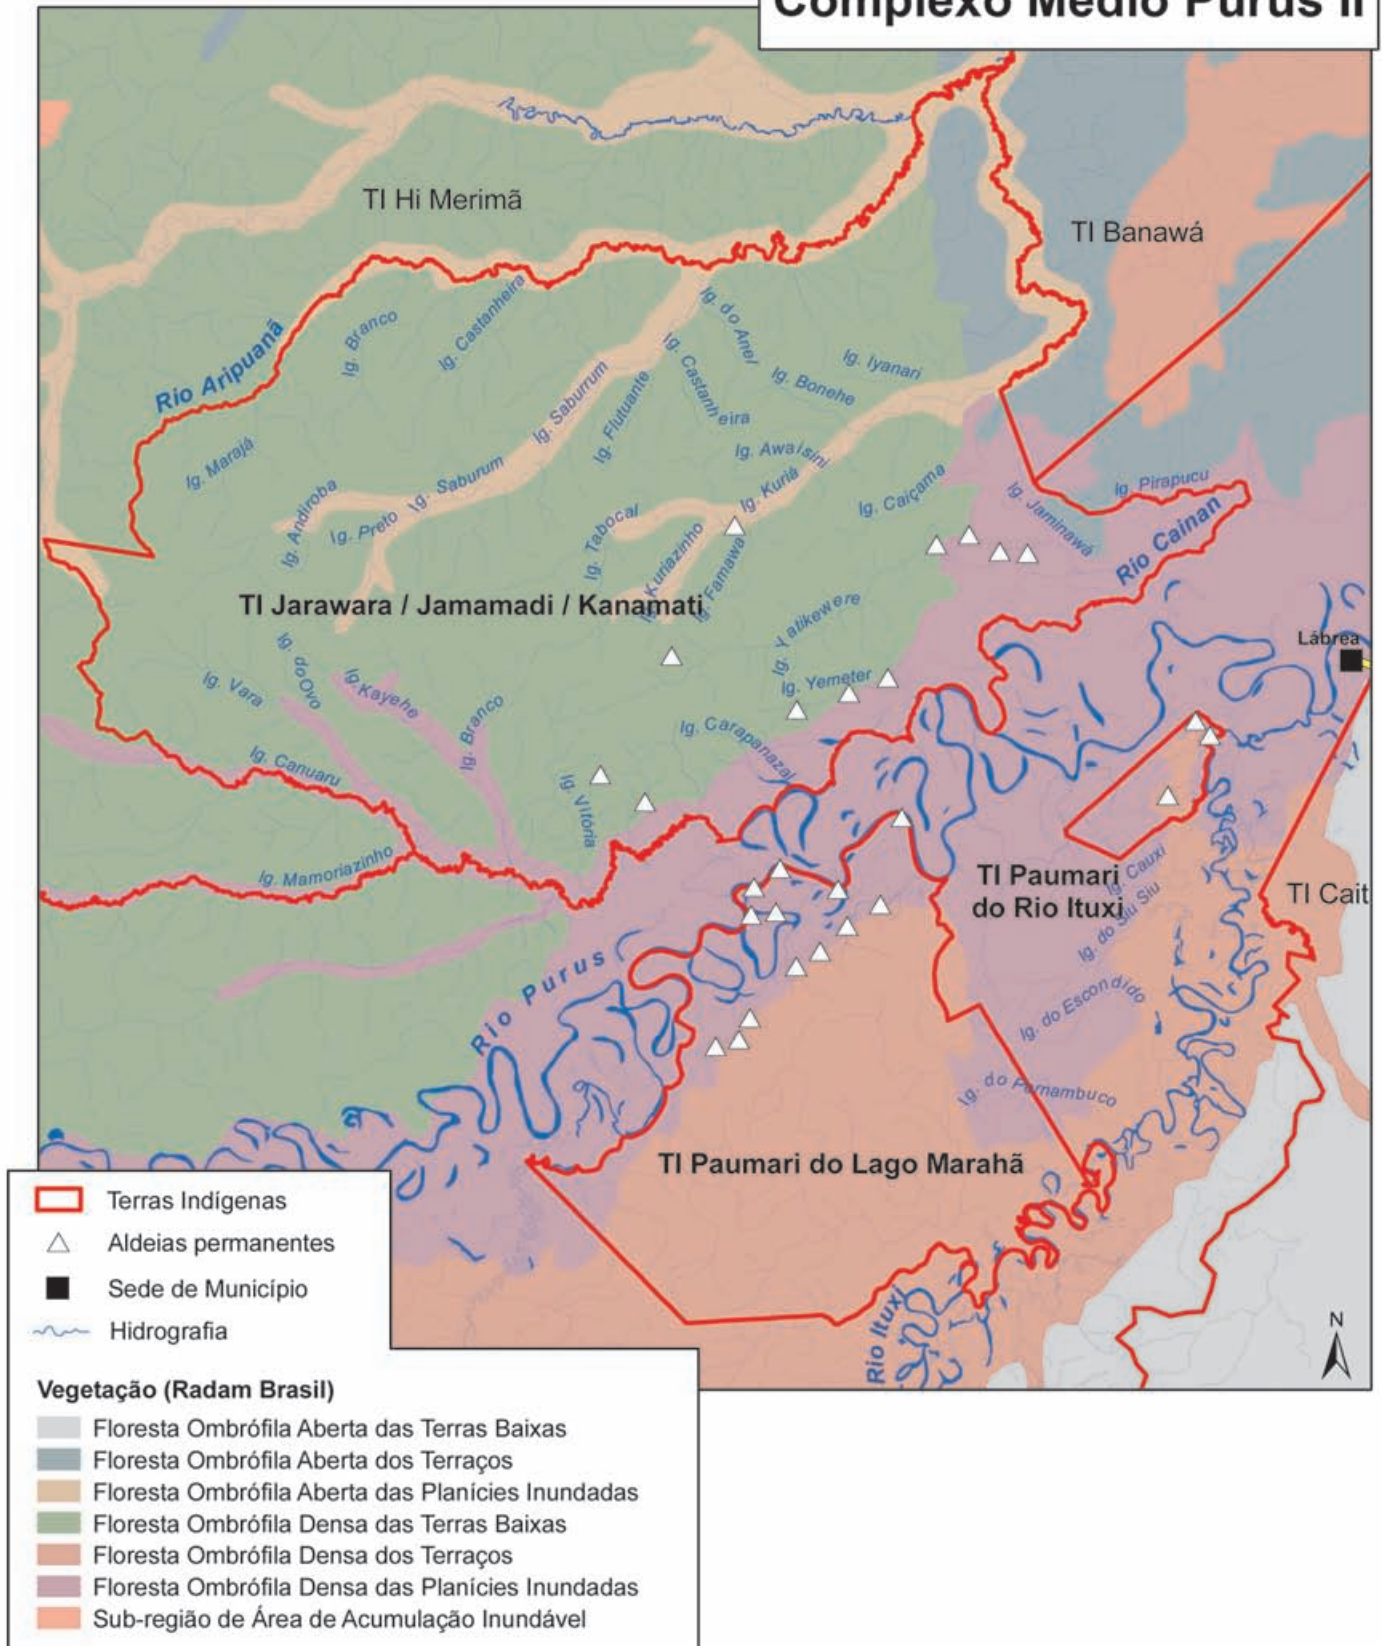 Complexo Médio Purus II
TI Hi Merimã
TI Banawá
Rio Aripuanã
Ig. Branco
Ig. Castanheira
Ig. do Anel
Ig. Castanheira
Ig. Iyanari
Ig. Bonehe
Ig. Saburrum
Ig. Flutuante
Ig. Marajá
Ig. Awaísini
Ig. Saburum
Ig. Andiroba
Ig. Preto
Ig. Kuriá
Ig. Caiçama
Ig. Pirapucu
Ig. Jaminawá
Rio Cainan
Ig. Tabocal
Ig. Kuriazinho
Ig. Famawa
TI Jarawara / Jamamadi / Kanamati
Ig. Yatikewere
Lábrea
Ig. do Ovo
Ig. Vara
Ig. Kayehe
Ig. Yemeter
Ig. Branco
Ig. Carapanazal
Ig. Canuaru
Ig. Vitória
Ig. Mamoriazinho
TI Paumari
do Rio Ituxi
Ig. Cauxi
TI Cait
Ig. do Siu Siu
Rio Purus
Ig. do Escondido
Ig. do Pernambuco
TI Paumari do Lago Marahã
Rio Ituxi
N
Terras Indígenas
Aldeias permanentes
Sede de Município
Hidrografia
Vegetação (Radam Brasil)
Floresta Ombrófila Aberta das Terras Baixas
Floresta Ombrófila Aberta dos Terraços
Floresta Ombrófila Aberta das Planícies Inundadas
Floresta Ombrófila Densa das Terras Baixas
Floresta Ombrófila Densa dos Terraços
Floresta Ombrófila Densa das Planícies Inundadas
Sub-região de Área de Acumulação Inundável